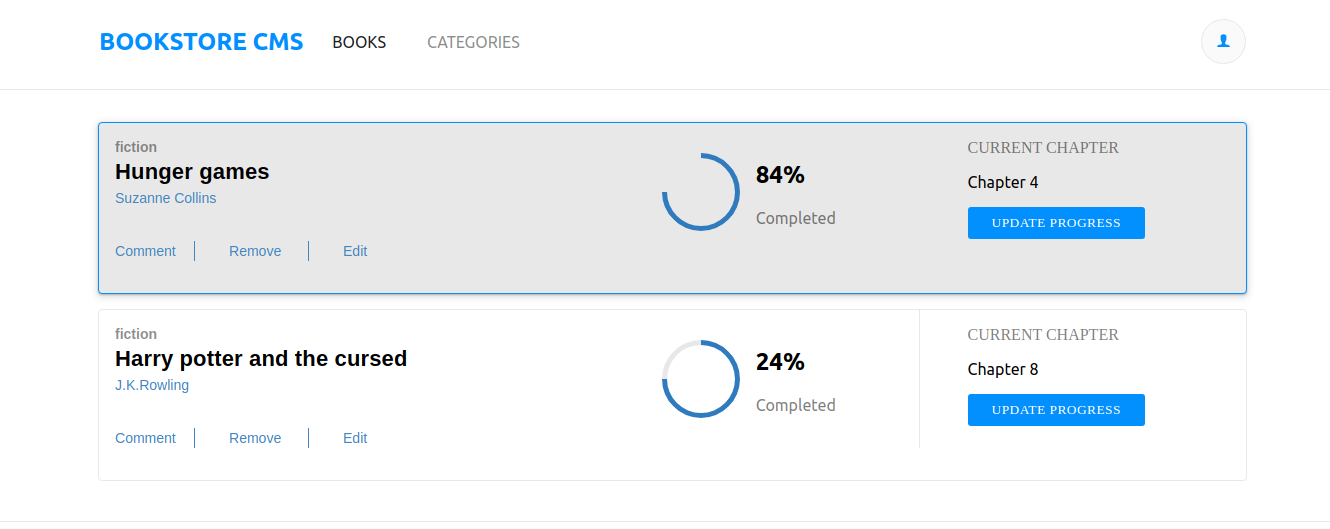 BOOKSTORE CMS BOOKS CATEGORIES
fiction
Hunger games
Suzanne Collins
Comment Remove Edit
84%
Completed
CURRENT CHAPTER
Chapter 4
UPDATE PROGRESS
fiction
Harry potter and the cursed
J.K.Rowling
Comment Remove Edit
24%
Completed
CURRENT CHAPTER
Chapter 8
UPDATE PROGRESS